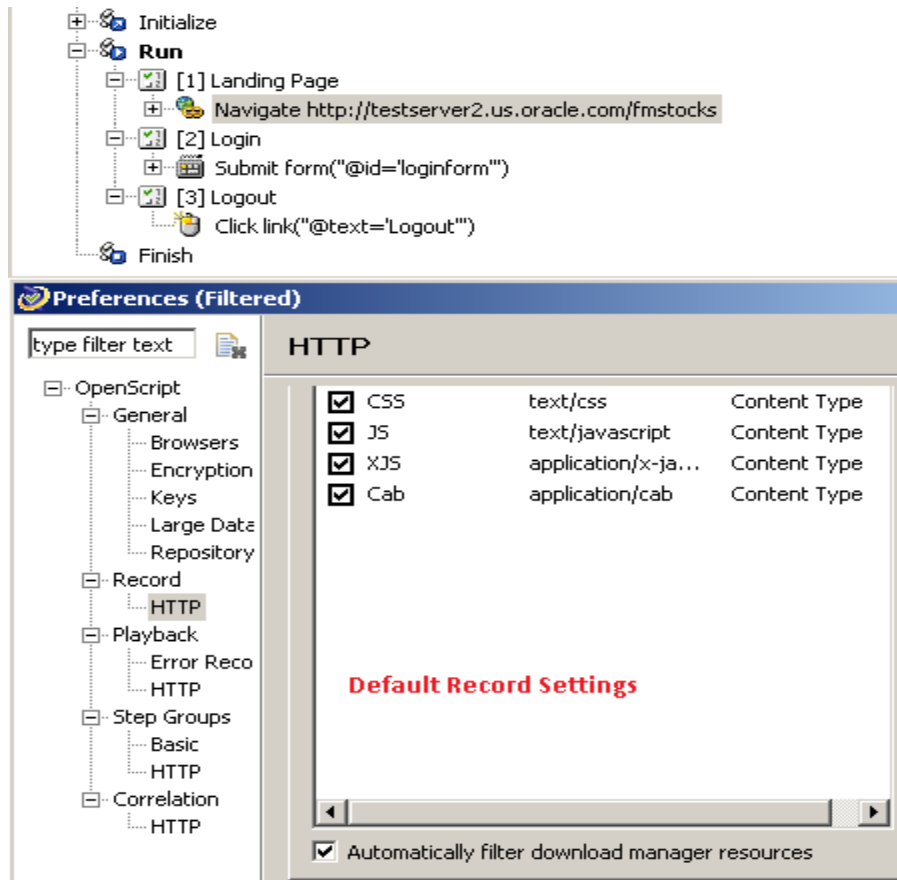 Initialize
Run
[1] Landing Page
Navigate http://testserver2.us.oracle.com/fmstocks
[2] Login
Submit form("@id='loginform'")
[3] Logout
Click link("@text='Logout'")
Finish
Preferences (Filtered)
type filter text
HTTP
OpenScript
General
Browsers
Encryption
Keys
Large Data
Repository
Record
HTTP
Playback
Error Reco
HTTP
Step Groups
Basic
HTTP
Correlation
HTTP
CSS text/css Content Type
JS text/javascript Content Type
XJS application/x-ja... Content Type
Cab application/cab Content Type
Default Record Settings
Automatically filter download manager resources